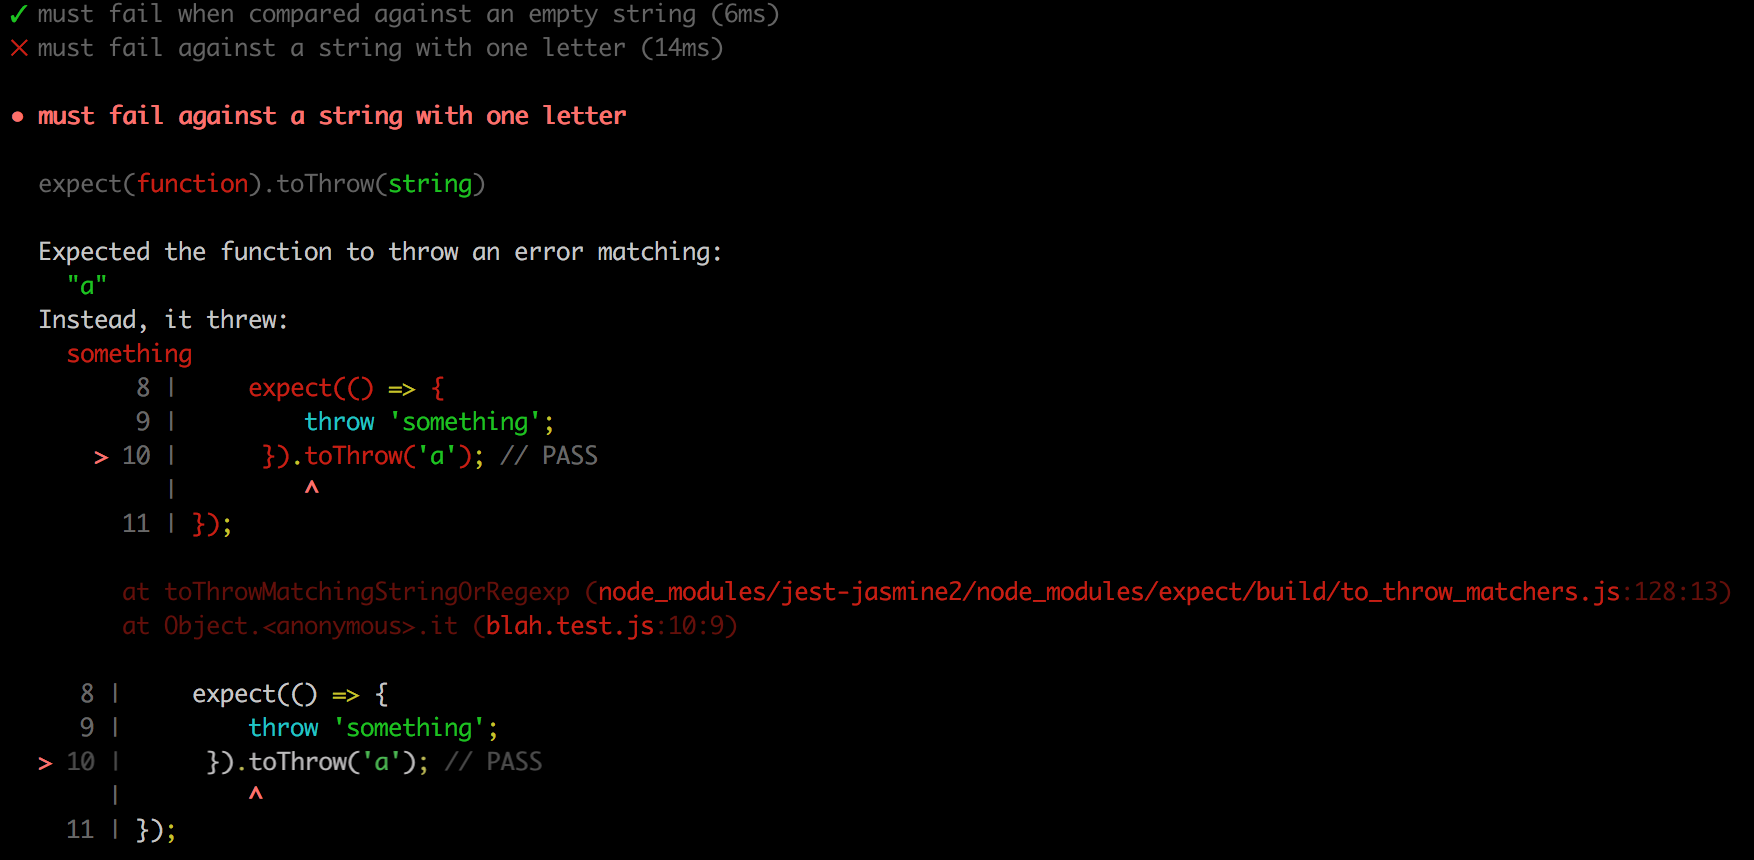 ✓ must fail when compared against an empty string (6ms)
✕ must fail against a string with one letter (14ms)
● must fail against a string with one letter
expect(function).toThrow(string)
Expected the function to throw an error matching:
"a"
Instead, it threw:
something
8 | expect(() => {
9 | throw 'something';
> 10 | }).toThrow('a'); // PASS
| ^
11 | });
at toThrowMatchingStringOrRegexp (node_modules/jest-jasmine2/node_modules/expect/build/to_throw_matchers.js:128:13)
at Object.<anonymous>.it (blah.test.js:10:9)
8 | expect(() => {
9 | throw 'something';
> 10 | }).toThrow('a'); // PASS
| ^
11 | });